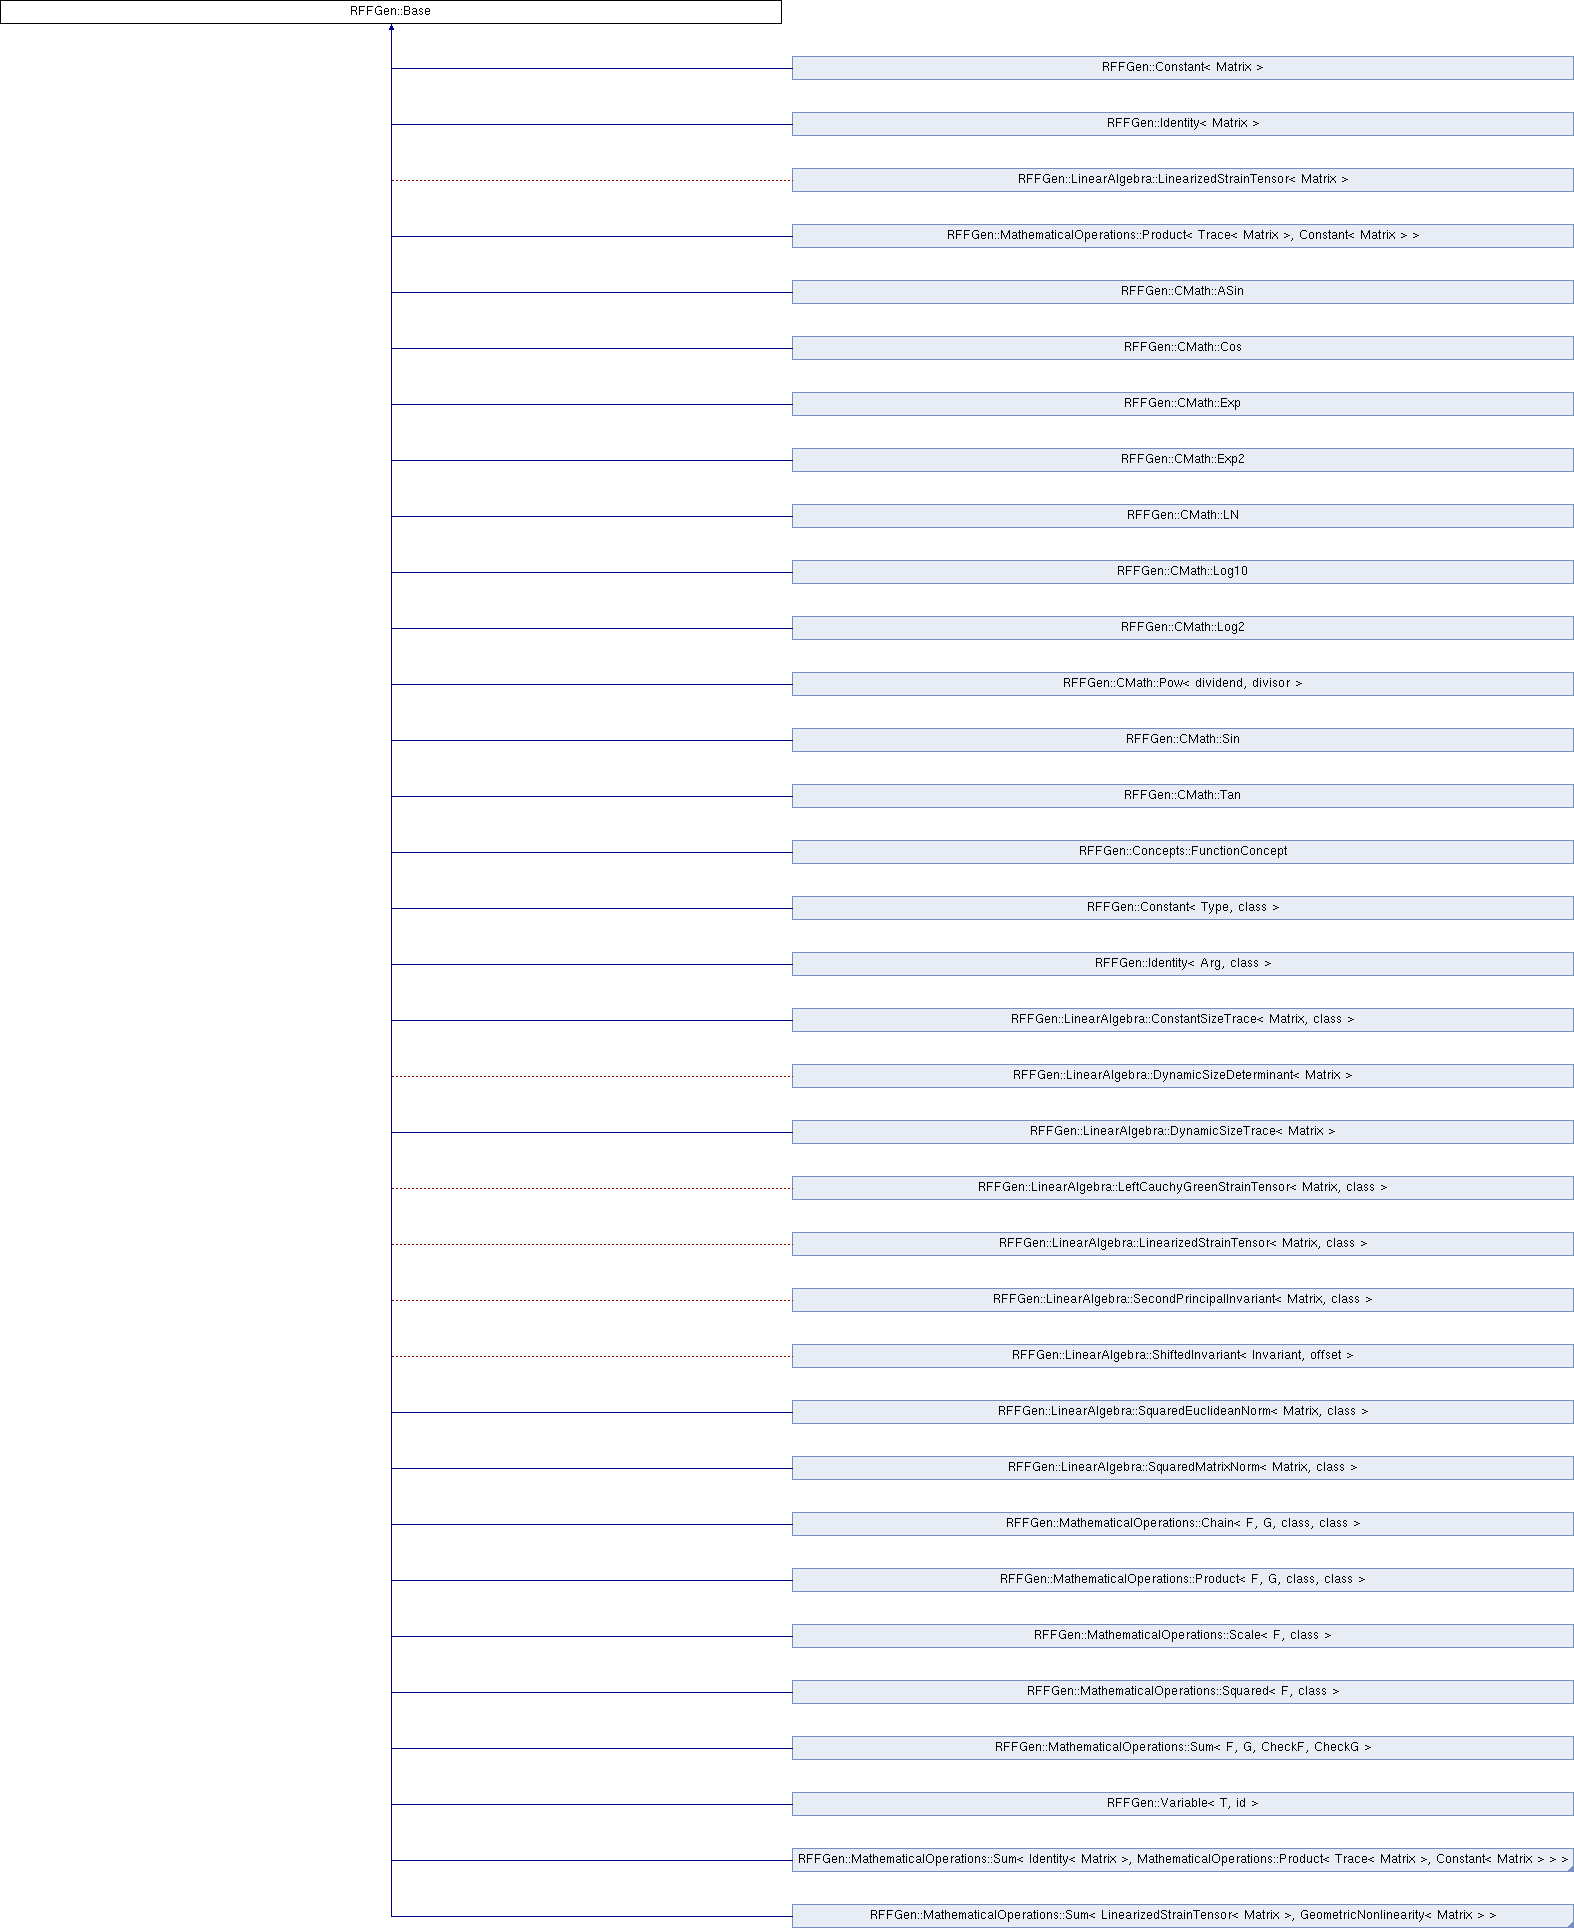 RFFGen::Base
RFFGen::Constant< Matrix >
RFFGen::Identity< Matrix >
RFFGen::LinearAlgebra::LinearizedStrainTensor< Matrix >
RFFGen::MathematicalOperations::Product< Trace< Matrix >, Constant< Matrix > >
RFFGen::CMath::ASin
RFFGen::CMath::Cos
RFFGen::CMath::Exp
RFFGen::CMath::Exp2
RFFGen::CMath::LN
RFFGen::CMath::Log10
RFFGen::CMath::Log2
RFFGen::CMath::Pow< dividend, divisor >
RFFGen::CMath::Sin
RFFGen::CMath::Tan
RFFGen::Concepts::FunctionConcept
RFFGen::Constant< Type, class >
RFFGen::Identity< Arg, class >
RFFGen::LinearAlgebra::ConstantSizeTrace< Matrix, class >
RFFGen::LinearAlgebra::DynamicSizeDeterminant< Matrix >
RFFGen::LinearAlgebra::DynamicSizeTrace< Matrix >
RFFGen::LinearAlgebra::LeftCauchyGreenStrainTensor< Matrix, class >
RFFGen::LinearAlgebra::LinearizedStrainTensor< Matrix, class >
RFFGen::LinearAlgebra::SecondPrincipalInvariant< Matrix, class >
RFFGen::LinearAlgebra::ShiftedInvariant< Invariant, offset >
RFFGen::LinearAlgebra::SquaredEuclideanNorm< Matrix, class >
RFFGen::LinearAlgebra::SquaredMatrixNorm< Matrix, class >
RFFGen::MathematicalOperations::Chain< F, G, class, class >
RFFGen::MathematicalOperations::Product< F, G, class, class >
RFFGen::MathematicalOperations::Scale< F, class >
RFFGen::MathematicalOperations::Squared< F, class >
RFFGen::MathematicalOperations::Sum< F, G, CheckF, CheckG >
RFFGen::Variable< T, id >
RFFGen::MathematicalOperations::Sum< Identity< Matrix >, MathematicalOperations::Product< Trace< Matrix >, Constant< Matrix > > >
RFFGen::MathematicalOperations::Sum< LinearizedStrainTensor< Matrix >, GeometricNonlinearity< Matrix > >